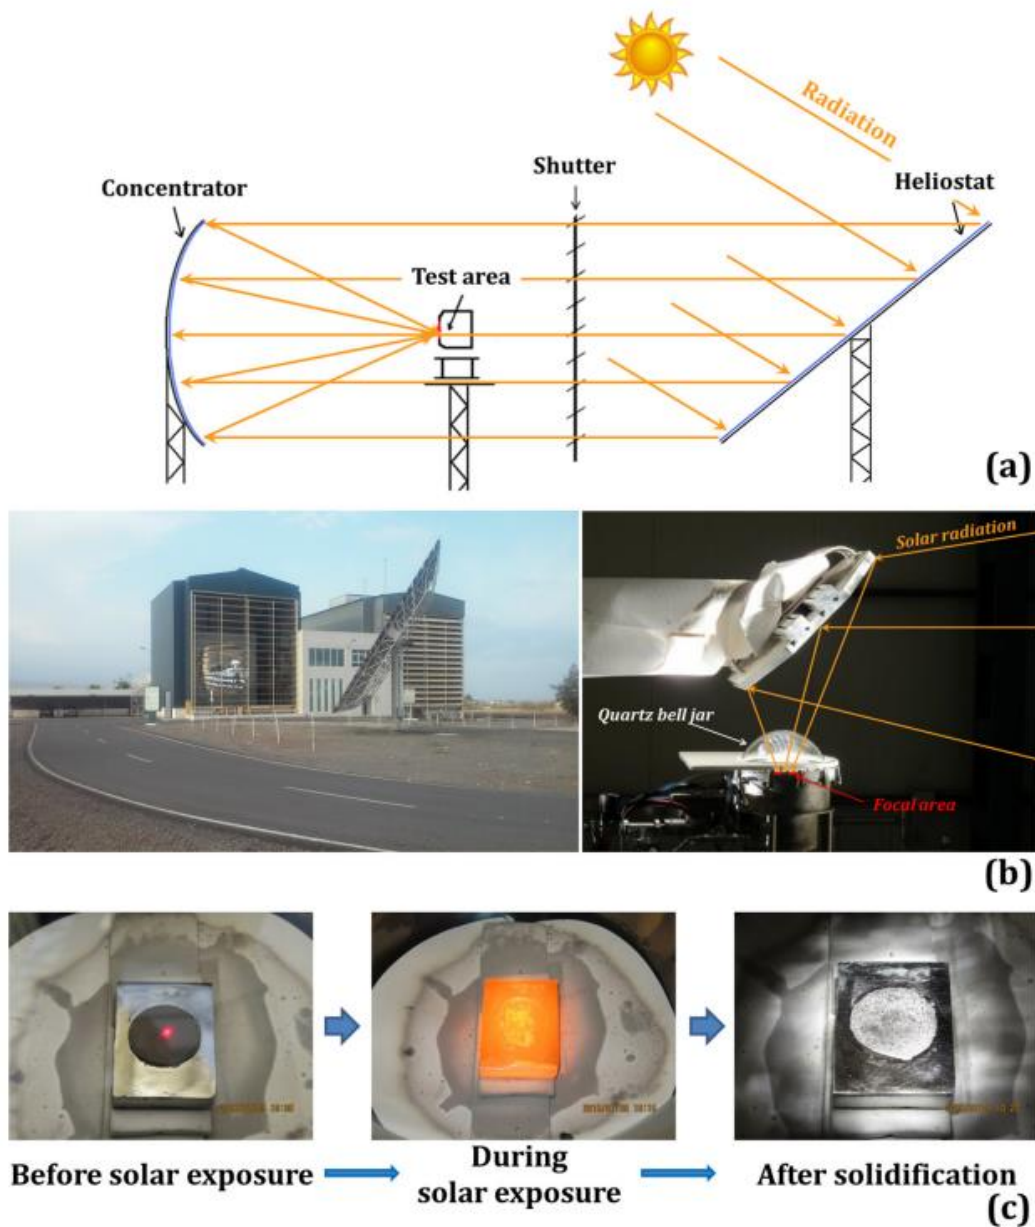 Radiation
Shutter
Concentrator
Heliostat
Test area
(a)
Solar radiation
Quartz bell jar
Focal area
(b)
Before solar exposure
During
solar exposure
After solidification
(c)